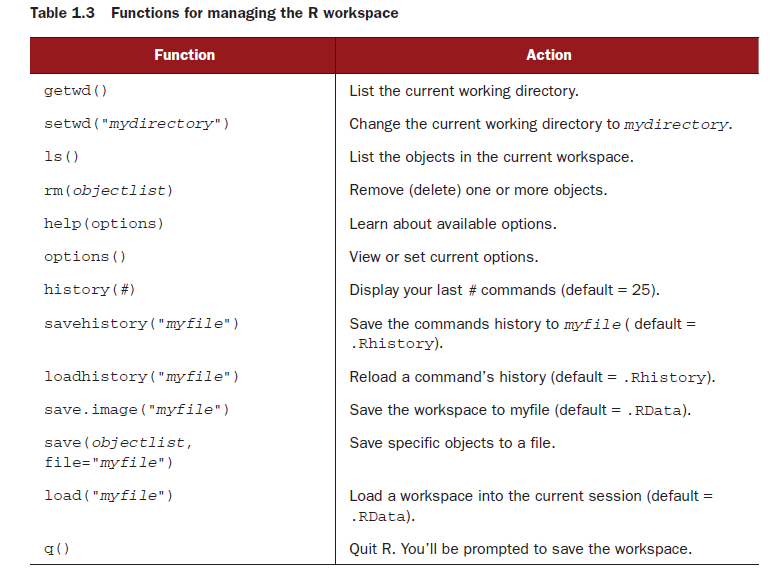 Table 1.3 Functions for managing the R workspace
Function Action
getwd() List the current working directory.
setwd("mydirectory") Change the current working directory to mydirectory.
ls() List the objects in the current workspace.
rm(objectlist) Remove (delete) one or more objects.
help(options) Learn about available options.
options() View or set current options.
history(#) Display your last # commands (default = 25).
savehistory("myfile") Save the commands history to myfile ( default =
.Rhistory).
loadhistory("myfile") Reload a command's history (default = .Rhistory).
save.image("myfile") Save the workspace to myfile (default = .RData).
save(objectlist, Save specific objects to a file.
file="myfile")
load("myfile") Load a workspace into the current session (default =
.RData).
q() Quit R. You'll be prompted to save the workspace.